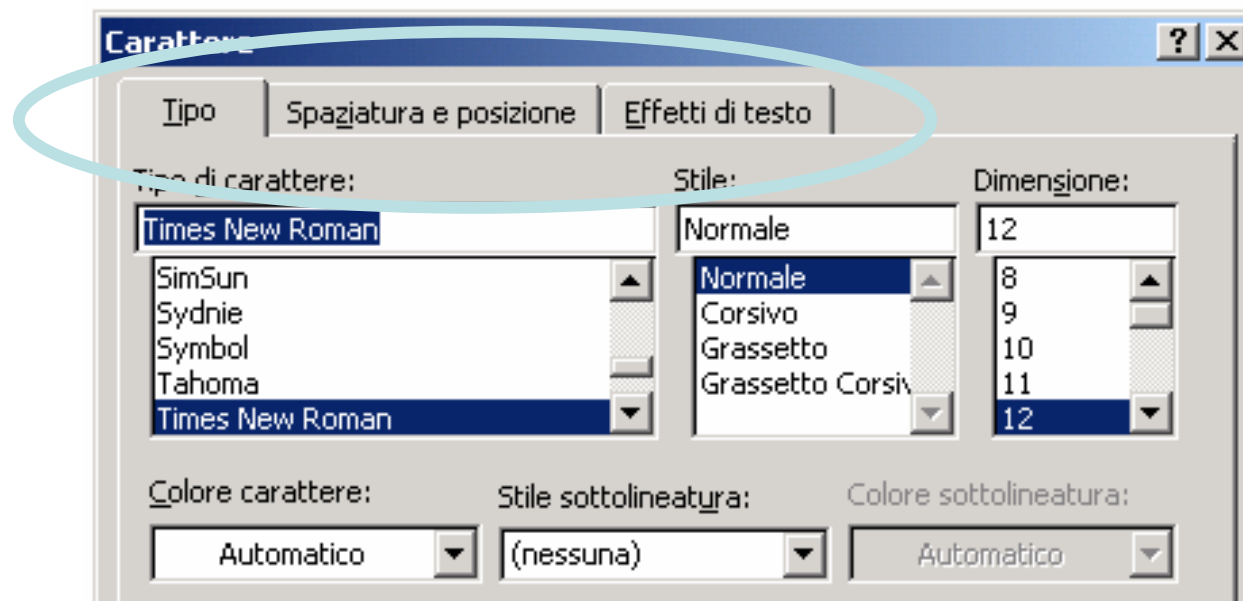 Carattere
Tipo Spaziatura e posizione Effetti di testo
Tipo di carattere: Stile: Dimensione:
Times New Roman Normale 12
SimSun Normale 8
Sydnie Corsivo 9
Symbol Grassetto 10
Tahoma Grassetto Corsiv 11
Times New Roman 12
Colore carattere: Stile sottolineatura: Colore sottolineatura:
Automatico (nessuna) Automatico